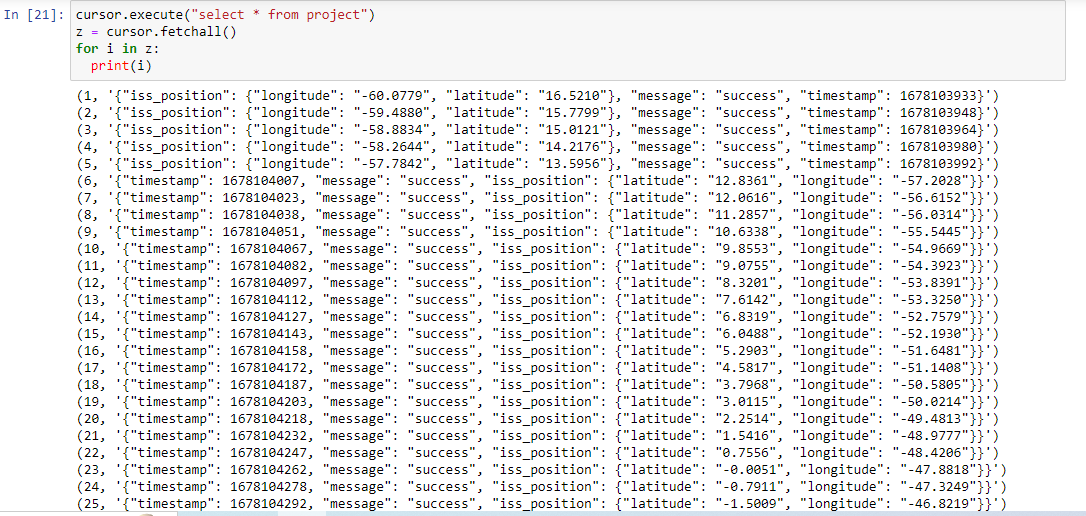 In [21]: cursor.execute("select * from project")
z = cursor.fetchall()
for i in z:
  print(i)
(1, '{"iss_position": {"longitude": "-60.0779", "latitude": "16.5210"}, "message": "success", "timestamp": 1678103933}')
(2, '{"iss_position": {"longitude": "-59.4880", "latitude": "15.7799"}, "message": "success", "timestamp": 1678103948}')
(3, '{"iss_position": {"longitude": "-58.8834", "latitude": "15.0121"}, "message": "success", "timestamp": 1678103964}')
(4, '{"iss_position": {"longitude": "-58.2644", "latitude": "14.2176"}, "message": "success", "timestamp": 1678103980}')
(5, '{"iss_position": {"longitude": "-57.7842", "latitude": "13.5956"}, "message": "success", "timestamp": 1678103992}')
(6, '{"timestamp": 1678104007, "message": "success", "iss_position": {"latitude": "12.8361", "longitude": "-57.2028"}}')
(7, '{"timestamp": 1678104023, "message": "success", "iss_position": {"latitude": "12.0616", "longitude": "-56.6152"}}')
(8, '{"timestamp": 1678104038, "message": "success", "iss_position": {"latitude": "11.2857", "longitude": "-56.0314"}}')
(9, '{"timestamp": 1678104051, "message": "success", "iss_position": {"latitude": "10.6338", "longitude": "-55.5445"}}')
(10, '{"timestamp": 1678104067, "message": "success", "iss_position": {"latitude": "9.8553", "longitude": "-54.9669"}}')
(11, '{"timestamp": 1678104082, "message": "success", "iss_position": {"latitude": "9.0755", "longitude": "-54.3923"}}')
(12, '{"timestamp": 1678104097, "message": "success", "iss_position": {"latitude": "8.3201", "longitude": "-53.8391"}}')
(13, '{"timestamp": 1678104112, "message": "success", "iss_position": {"latitude": "7.6142", "longitude": "-53.3250"}}')
(14, '{"timestamp": 1678104127, "message": "success", "iss_position": {"latitude": "6.8319", "longitude": "-52.7579"}}')
(15, '{"timestamp": 1678104143, "message": "success", "iss_position": {"latitude": "6.0488", "longitude": "-52.1930"}}')
(16, '{"timestamp": 1678104158, "message": "success", "iss_position": {"latitude": "5.2903", "longitude": "-51.6481"}}')
(17, '{"timestamp": 1678104172, "message": "success", "iss_position": {"latitude": "4.5817", "longitude": "-51.1408"}}')
(18, '{"timestamp": 1678104187, "message": "success", "iss_position": {"latitude": "3.7968", "longitude": "-50.5805"}}')
(19, '{"timestamp": 1678104203, "message": "success", "iss_position": {"latitude": "3.0115", "longitude": "-50.0214"}}')
(20, '{"timestamp": 1678104218, "message": "success", "iss_position": {"latitude": "2.2514", "longitude": "-49.4813"}}')
(21, '{"timestamp": 1678104232, "message": "success", "iss_position": {"latitude": "1.5416", "longitude": "-48.9777"}}')
(22, '{"timestamp": 1678104247, "message": "success", "iss_position": {"latitude": "0.7556", "longitude": "-48.4206"}}')
(23, '{"timestamp": 1678104262, "message": "success", "iss_position": {"latitude": "-0.0051", "longitude": "-47.8818"}}')
(24, '{"timestamp": 1678104278, "message": "success", "iss_position": {"latitude": "-0.7911", "longitude": "-47.3249"}}')
(25, '{"timestamp": 1678104292, "message": "success", "iss_position": {"latitude": "-1.5009", "longitude": "-46.8219"}}')